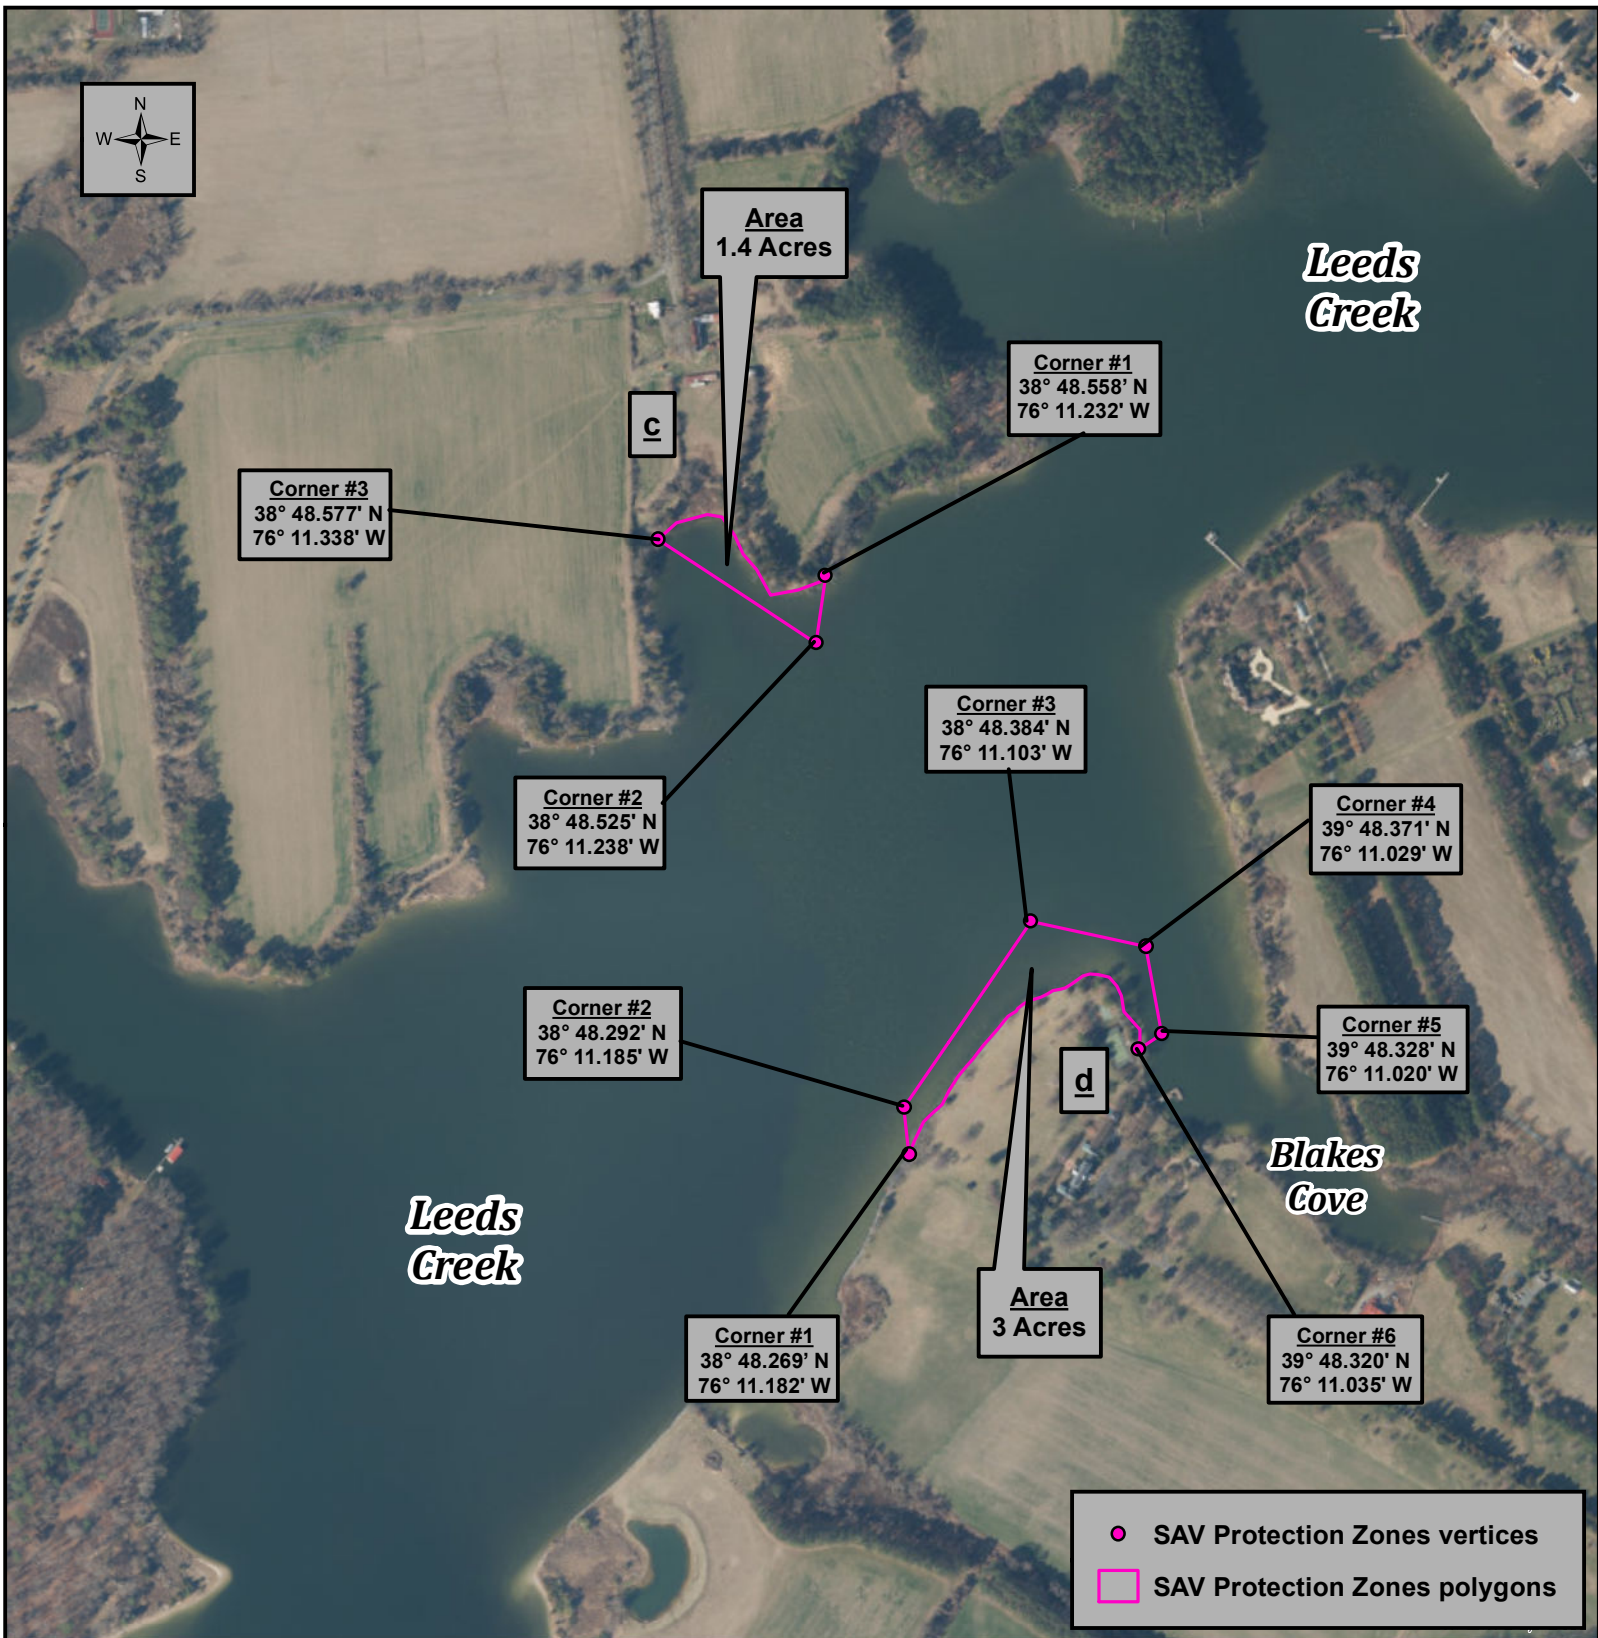 N
W E
S
Area
1.4 Acres
Leeds
Creek
Corner #1
38° 48.558’ N
76° 11.232' W
c
Corner #3
38° 48.577' N
76° 11.338' W
Corner #3
38° 48.384' N
76° 11.103' W
Corner #2
38° 48.525' N
76° 11.238' W
Corner #4
39° 48.371' N
76° 11.029' W
Corner #2
38° 48.292' N
76° 11.185' W
Corner #5
39° 48.328' N
76° 11.020' W
d
Blakes
Cove
Leeds
Creek
Area
3 Acres
Corner #1
38° 48.269’ N
76° 11.182' W
Corner #6
39° 48.320' N
76° 11.035' W
SAV Protection Zones vertices
SAV Protection Zones polygons